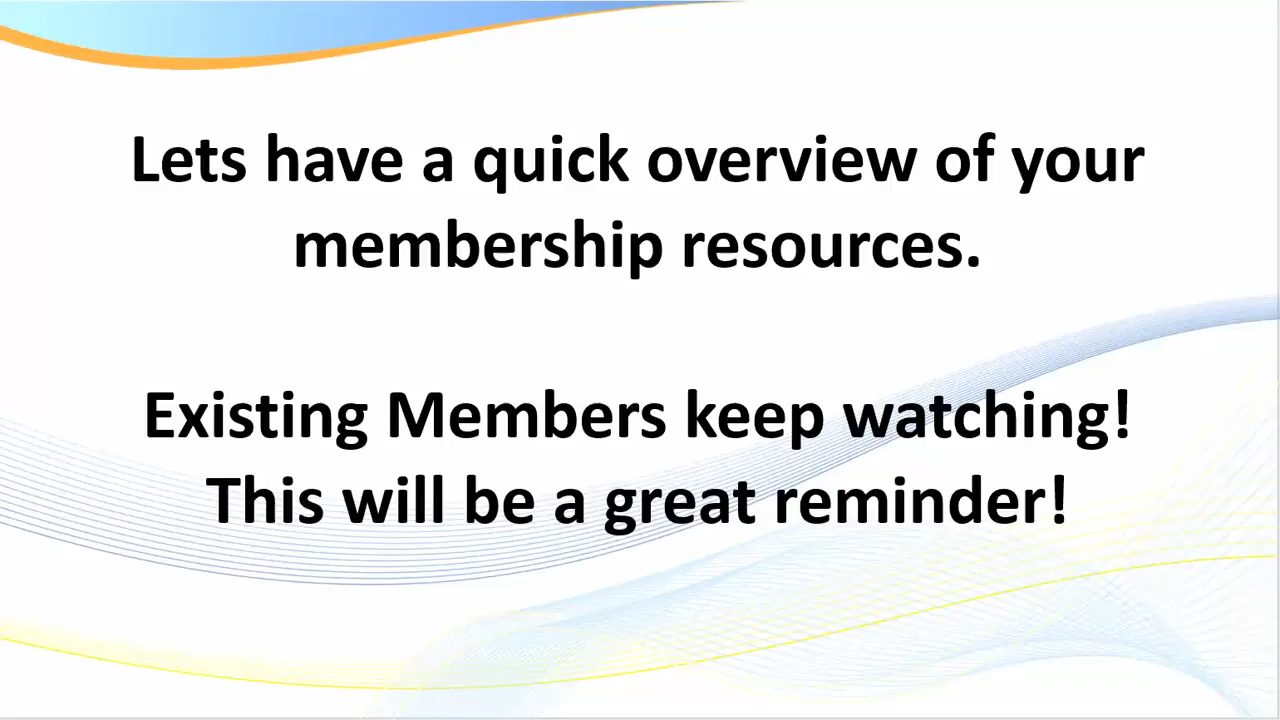 Lets have a quick overview of your
membership resources.
Existing Members keep watching!
This will be a great reminder!